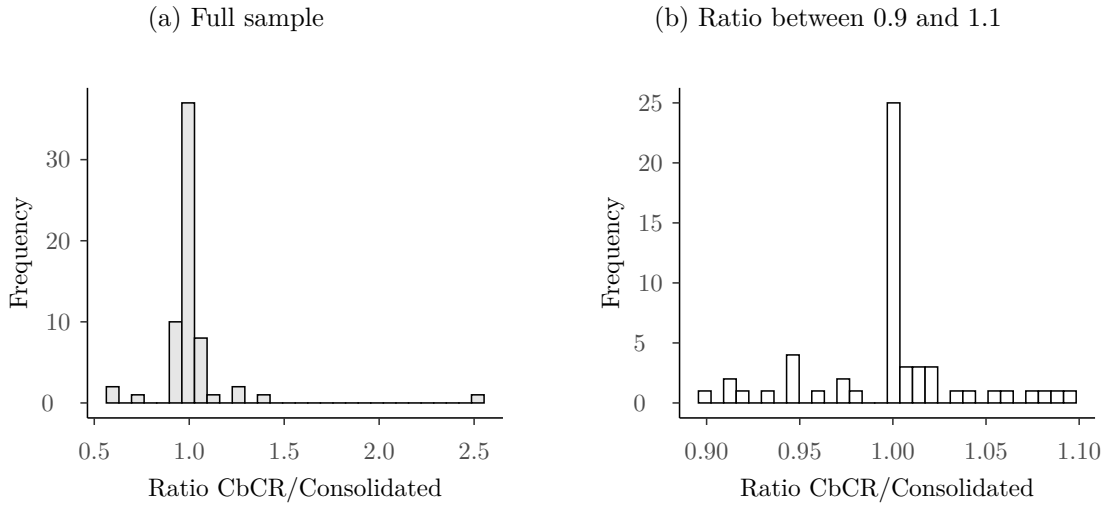 (a) Full sample
Frequency
30
20
10
0
0.5 1.0 1.5 2.0 2.5
Ratio CbCR/Consolidated
(b) Ratio between 0.9 and 1.1
Frequency
25
20
15
10
5
0
0.90 0.95 1.00 1.05 1.10
Ratio CbCR/Consolidated